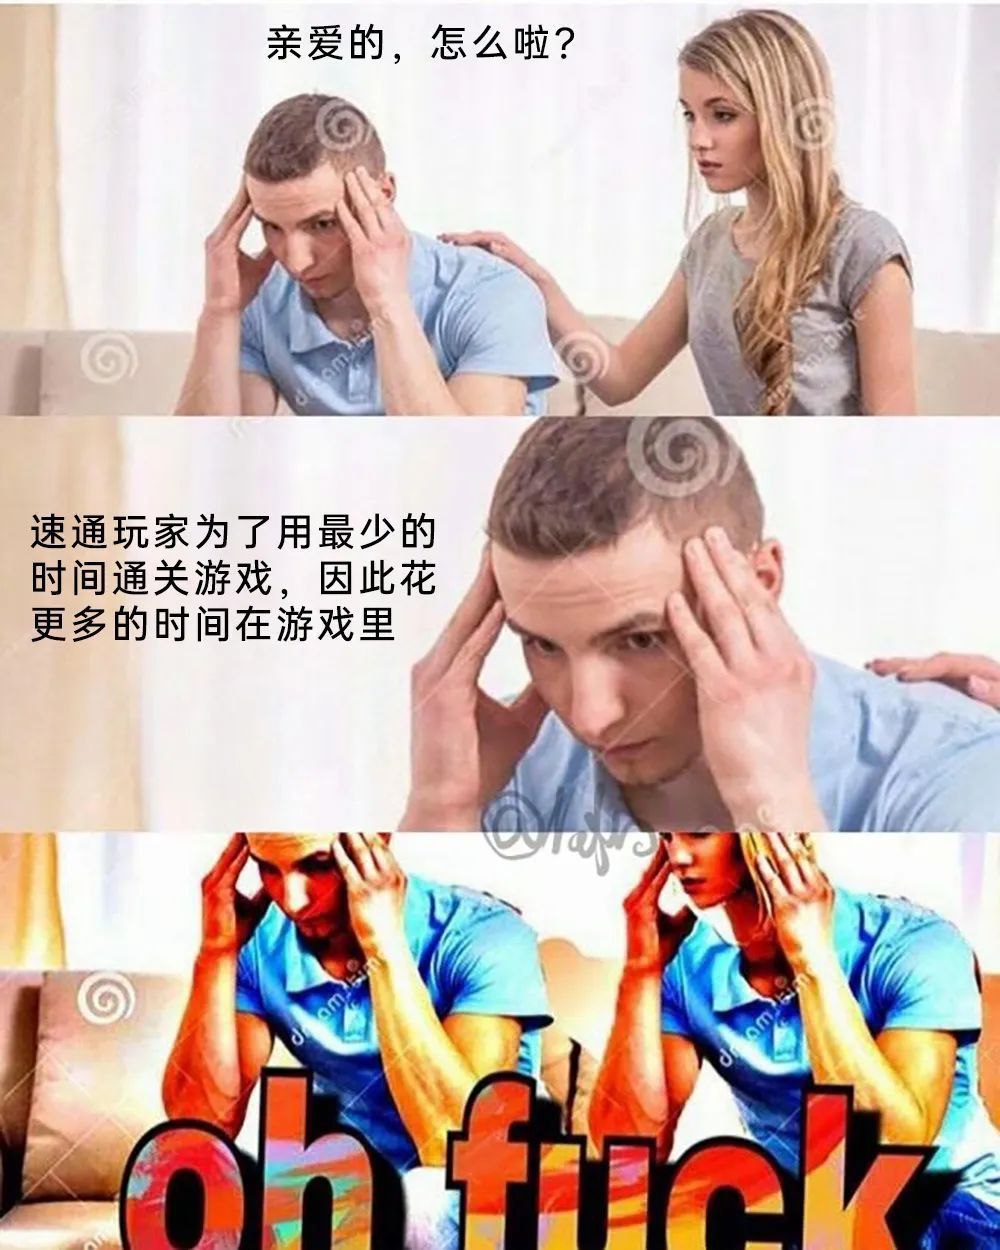 亲爱的，怎么啦？
速通玩家为了用最少的
时间通关游戏，因此花
更多的时间在游戏里
oh fuck